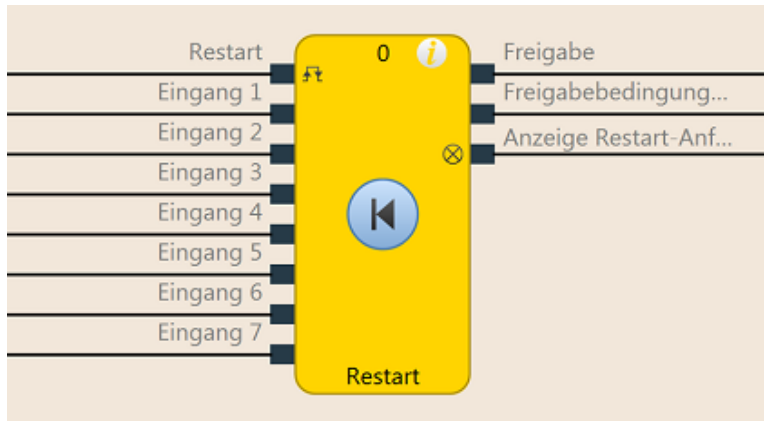 Restart
0
i
Freigabe
Eingang 1
Freigabebedingung...
Eingang 2
Anzeige Restart-Anf...
Eingang 3
Eingang 4
Eingang 5
Eingang 6
Eingang 7
Restart